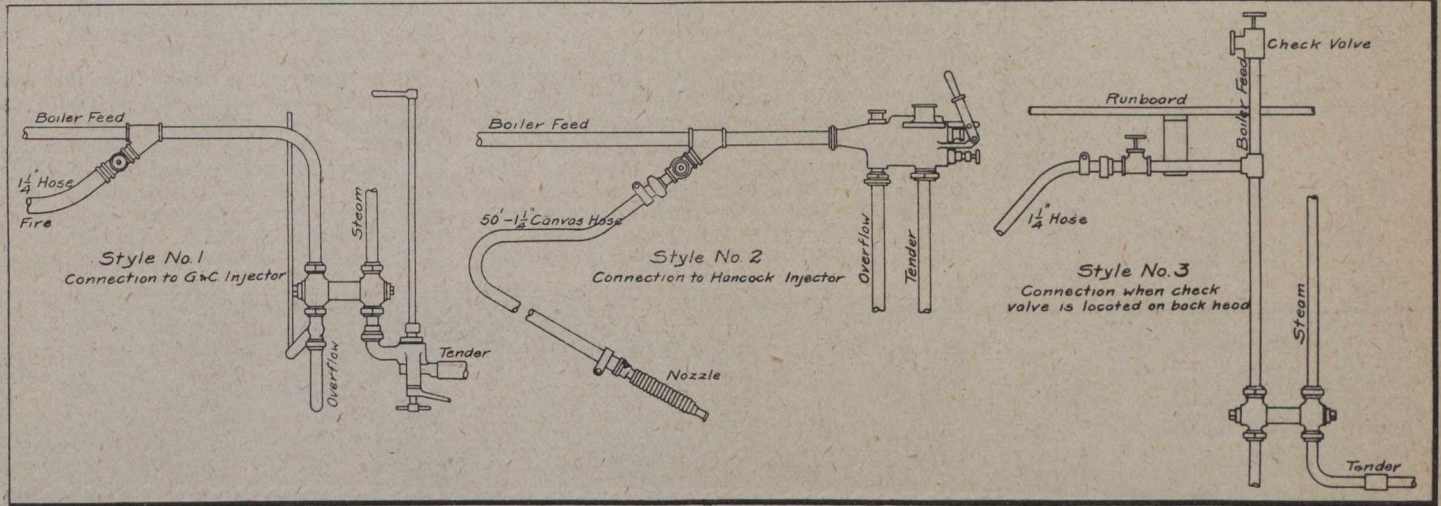 Boiler Feed
1¼" Hose
Fire
Style No. 1
Connection to G&C Injector
Steam
Overflow
Tender
Boiler Feed
50'-1¼" Canvas Hose
Style No. 2
Connection to Hancock Injector
Overflow
Tender
Nozzle
Check Valve
Boiler Feed
Runboard
1¼" Hose
Style No. 3
Connection when check
valve is located on back head
Steam
Tender